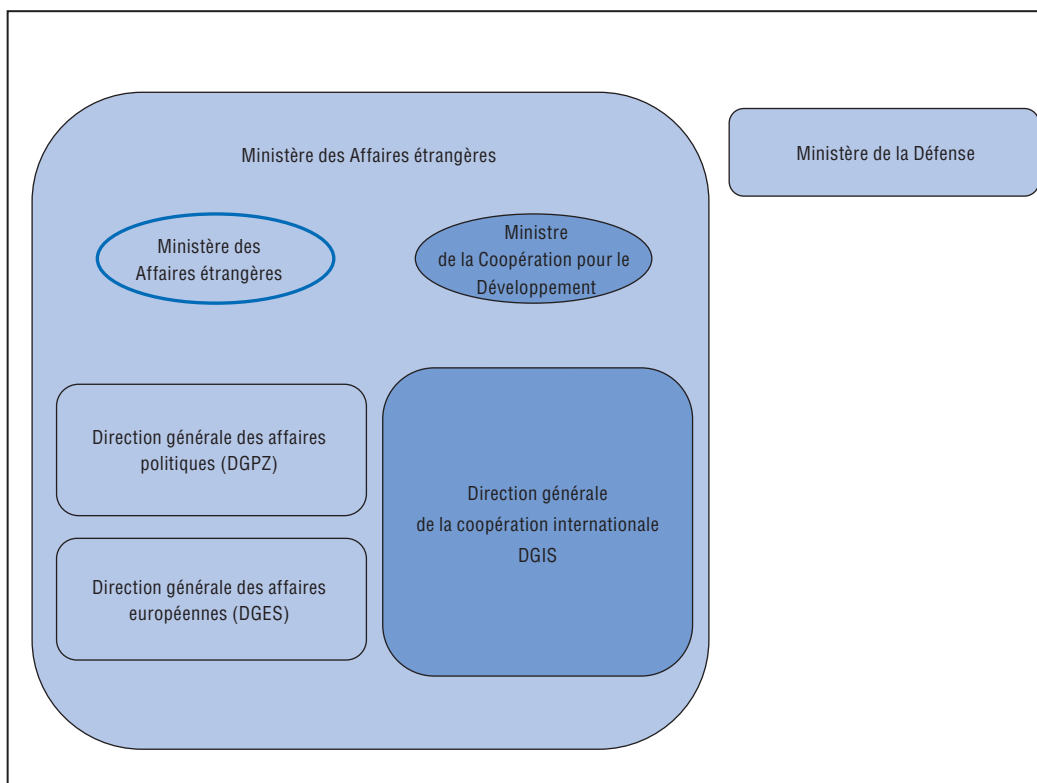 Ministère des Affaires étrangères
Ministère de la Défense
Ministère des
Affaires étrangères
Ministre
de la Coopération pour le
Développement
Direction générale des affaires
politiques (DGPZ)
Direction générale
de la coopération internationale
DGIS
Direction générale des affaires
européennes (DGES)